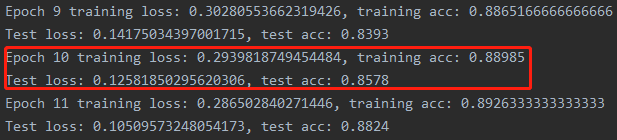 Epoch 9 training loss: 0.30280553662319426, training acc: 0.8865166666666666
Test loss: 0.14175034397001715, test acc: 0.8393
Epoch 10 training loss: 0.2939818749454484, training acc: 0.88985
Test loss: 0.12581850295620306, test acc: 0.8578
Epoch 11 training loss: 0.286502840271446, training acc: 0.8926333333333333
Test loss: 0.10509573248054173, test acc: 0.8824